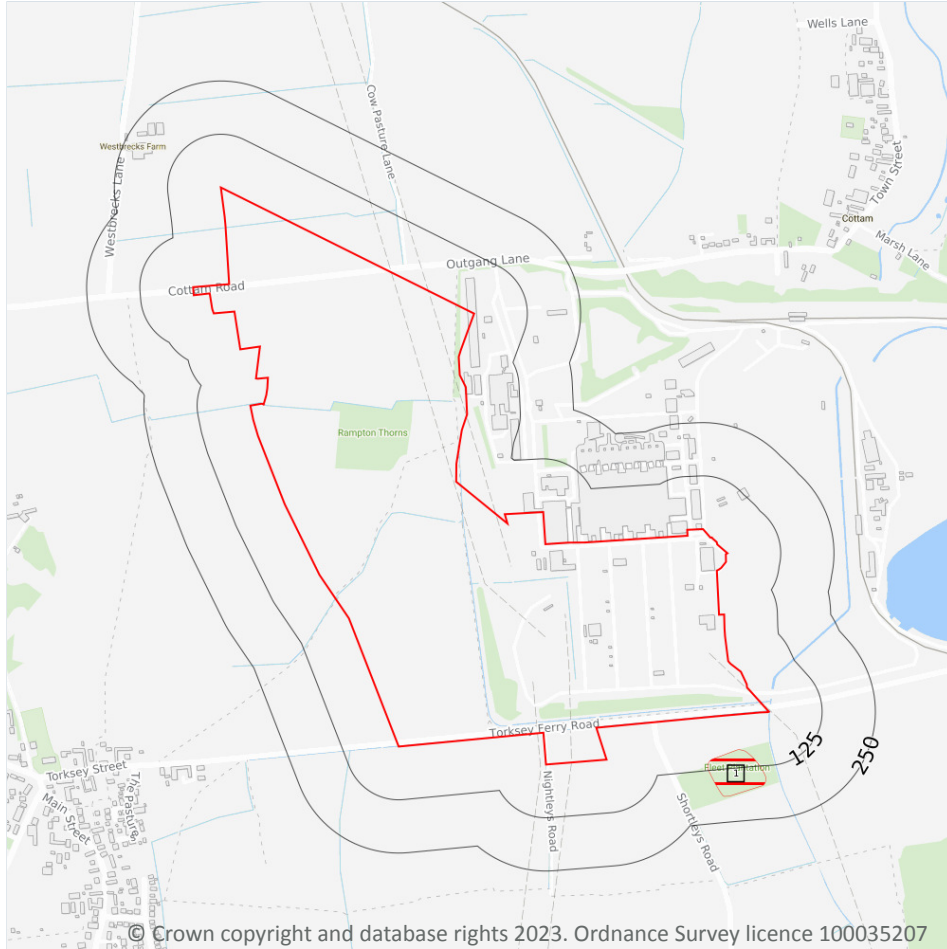 Wells Lane
Cow Pasture Lane
Westbrecks Farm
Westbrecks Lane
Town Street
Cottam
Marsh Lane
Outgang Lane
Cottam Road
Rampton Thorns
Torksey Ferry Road
125
250
Torksey Street
The Pastures
Main Street
Nightleys Road
Shortleys Road
1
© Crown copyright and database rights 2023. Ordnance Survey licence 100035207